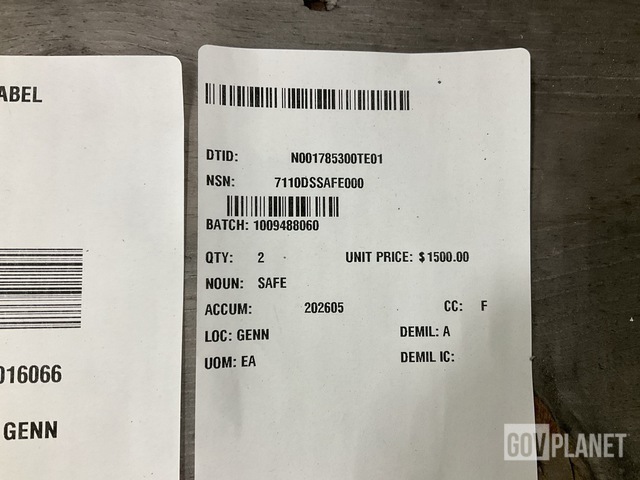 ABEL
016066
GENN
DTID: N001785300TE01
NSN: 7110DSSAFE000
BATCH: 1009488060
QTY: 2 UNIT PRICE: $1500.00
NOUN: SAFE
ACCUM: 202605 CC: F
LOC: GENN DEMIL: A
UOM: EA DEMIL IC:
GOVPLANET